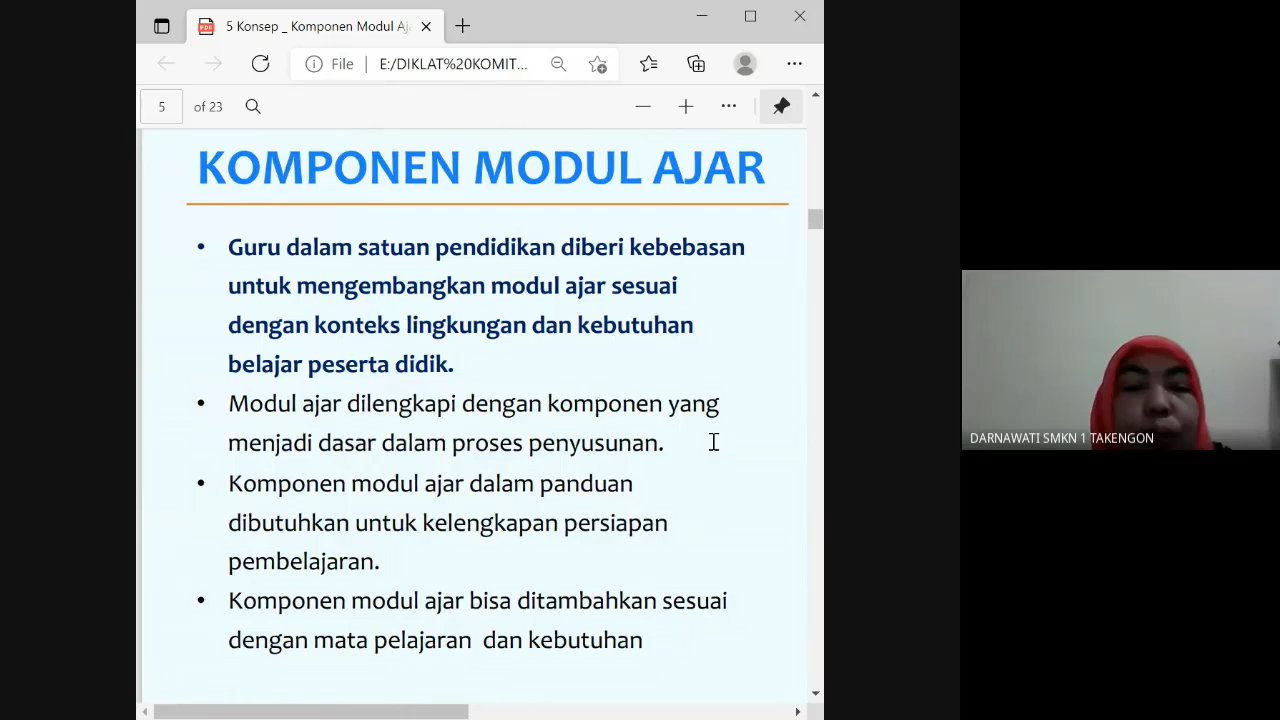 5 Konsep _ Komponen Modul Aj
File
E:/DIKLAT%20KOMIT...
5
of 23
KOMPONEN MODUL AJAR
• Guru dalam satuan pendidikan diberi kebebasan
untuk mengembangkan modul ajar sesuai
dengan konteks lingkungan dan kebutuhan
belajar peserta didik.
• Modul ajar dilengkapi dengan komponen yang
menjadi dasar dalam proses penyusunan.
• Komponen modul ajar dalam panduan
dibutuhkan untuk kelengkapan persiapan
pembelajaran.
• Komponen modul ajar bisa ditambahkan sesuai
dengan mata pelajaran  dan kebutuhan
DARNAWATI SMKN 1 TAKENGON